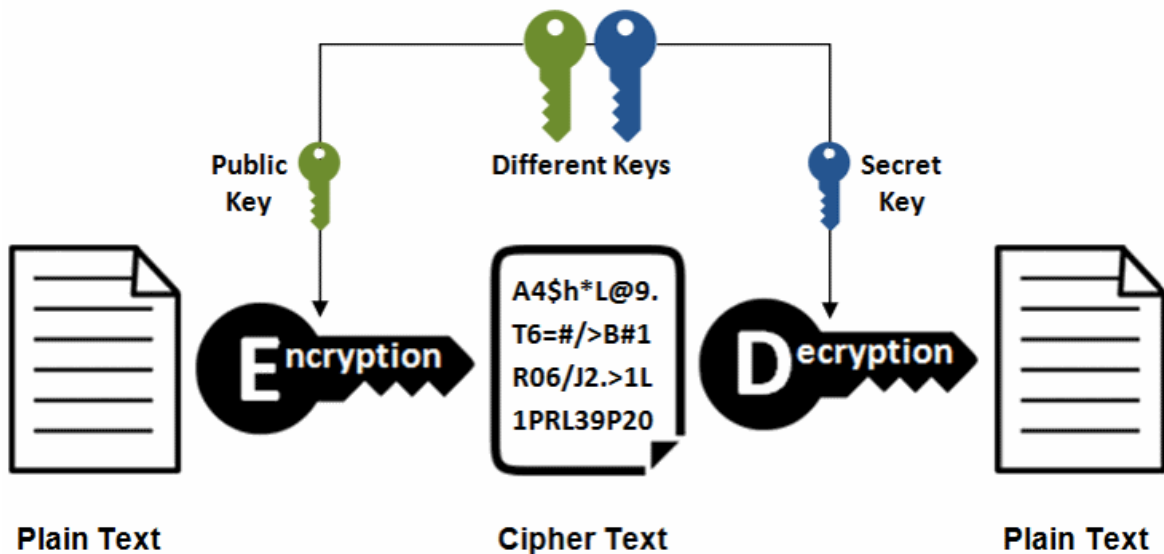 Public
Key
Different Keys
Secret
Key
Encryption
A4$h*L@9.
T6=#/>B#1
R06/J2.>1L
1PRL39P20
Decryption
Plain Text
Cipher Text
Plain Text